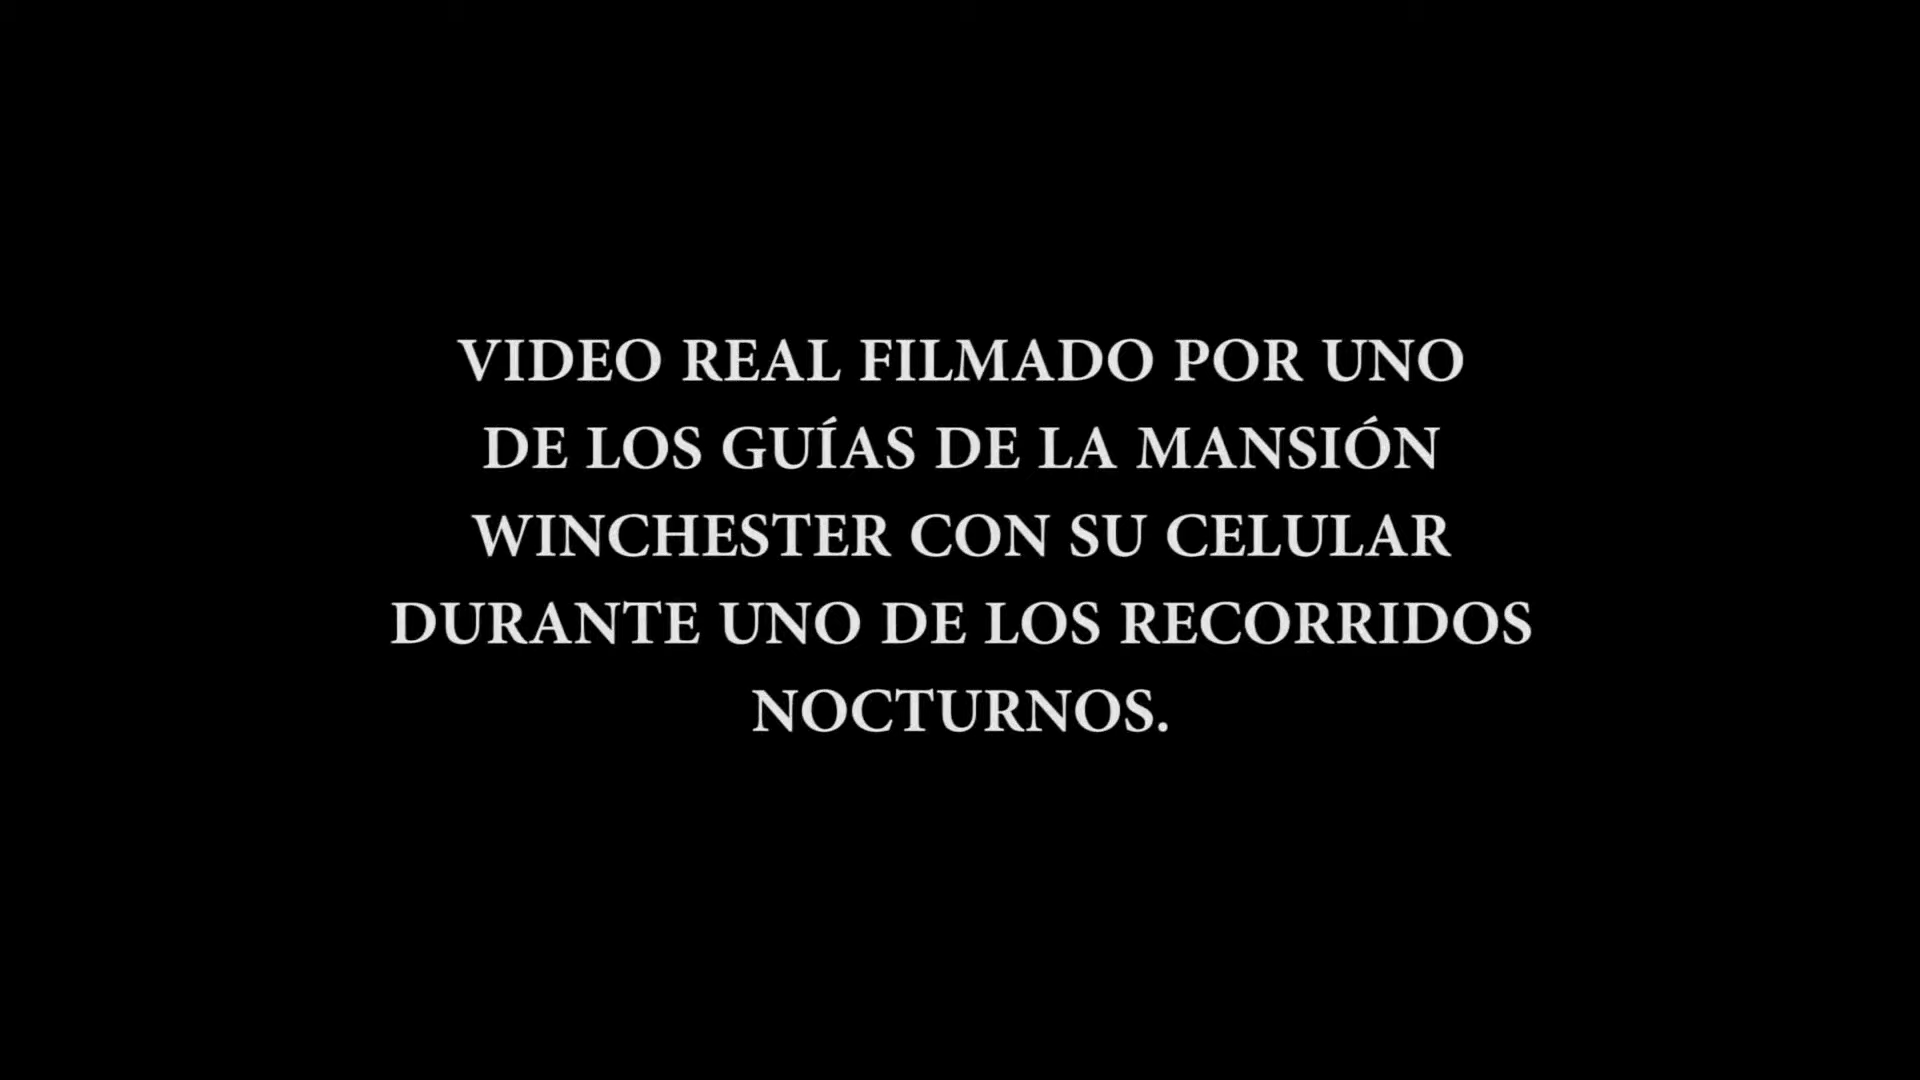 VIDEO REAL FILMADO POR UNO
DE LOS GUÍAS DE LA MANSIÓN
WINCHESTER CON SU CELULAR
DURANTE UNO DE LOS RECORRIDOS
NOCTURNOS.